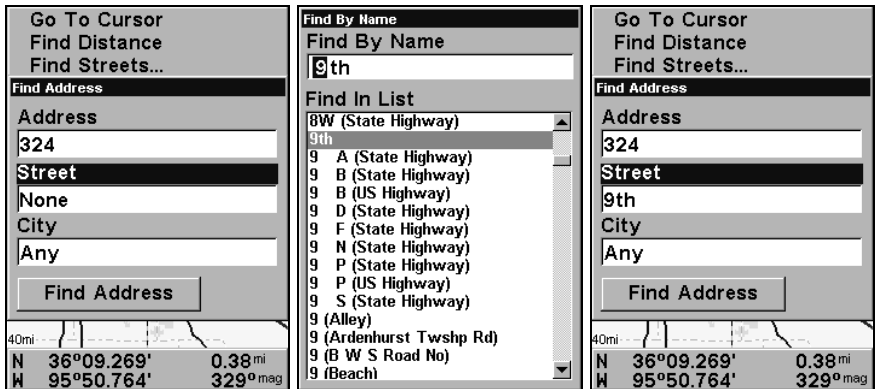 Go To Cursor
Find Distance
Find Streets...
Find Address
Address
324
Street
None
City
Any
Find Address
40mi
N 36°09.269' 0.38 mi
W 95°50.764' 329° mag
Find By Name
Find By Name
9th
Find In List
8W (State Highway)
9th
9 A (State Highway)
9 B (State Highway)
9 B (US Highway)
9 D (State Highway)
9 F (State Highway)
9 N (State Highway)
9 P (State Highway)
9 P (US Highway)
9 S (State Highway)
9 (Alley)
9 (Ardenhurst Twshp Rd)
9 (B W S Road No)
9 (Beach)
Go To Cursor
Find Distance
Find Streets...
Find Address
Address
324
Street
9th
City
Any
Find Address
40mi
N 36°09.269' 0.38 mi
W 95°50.764' 329° mag